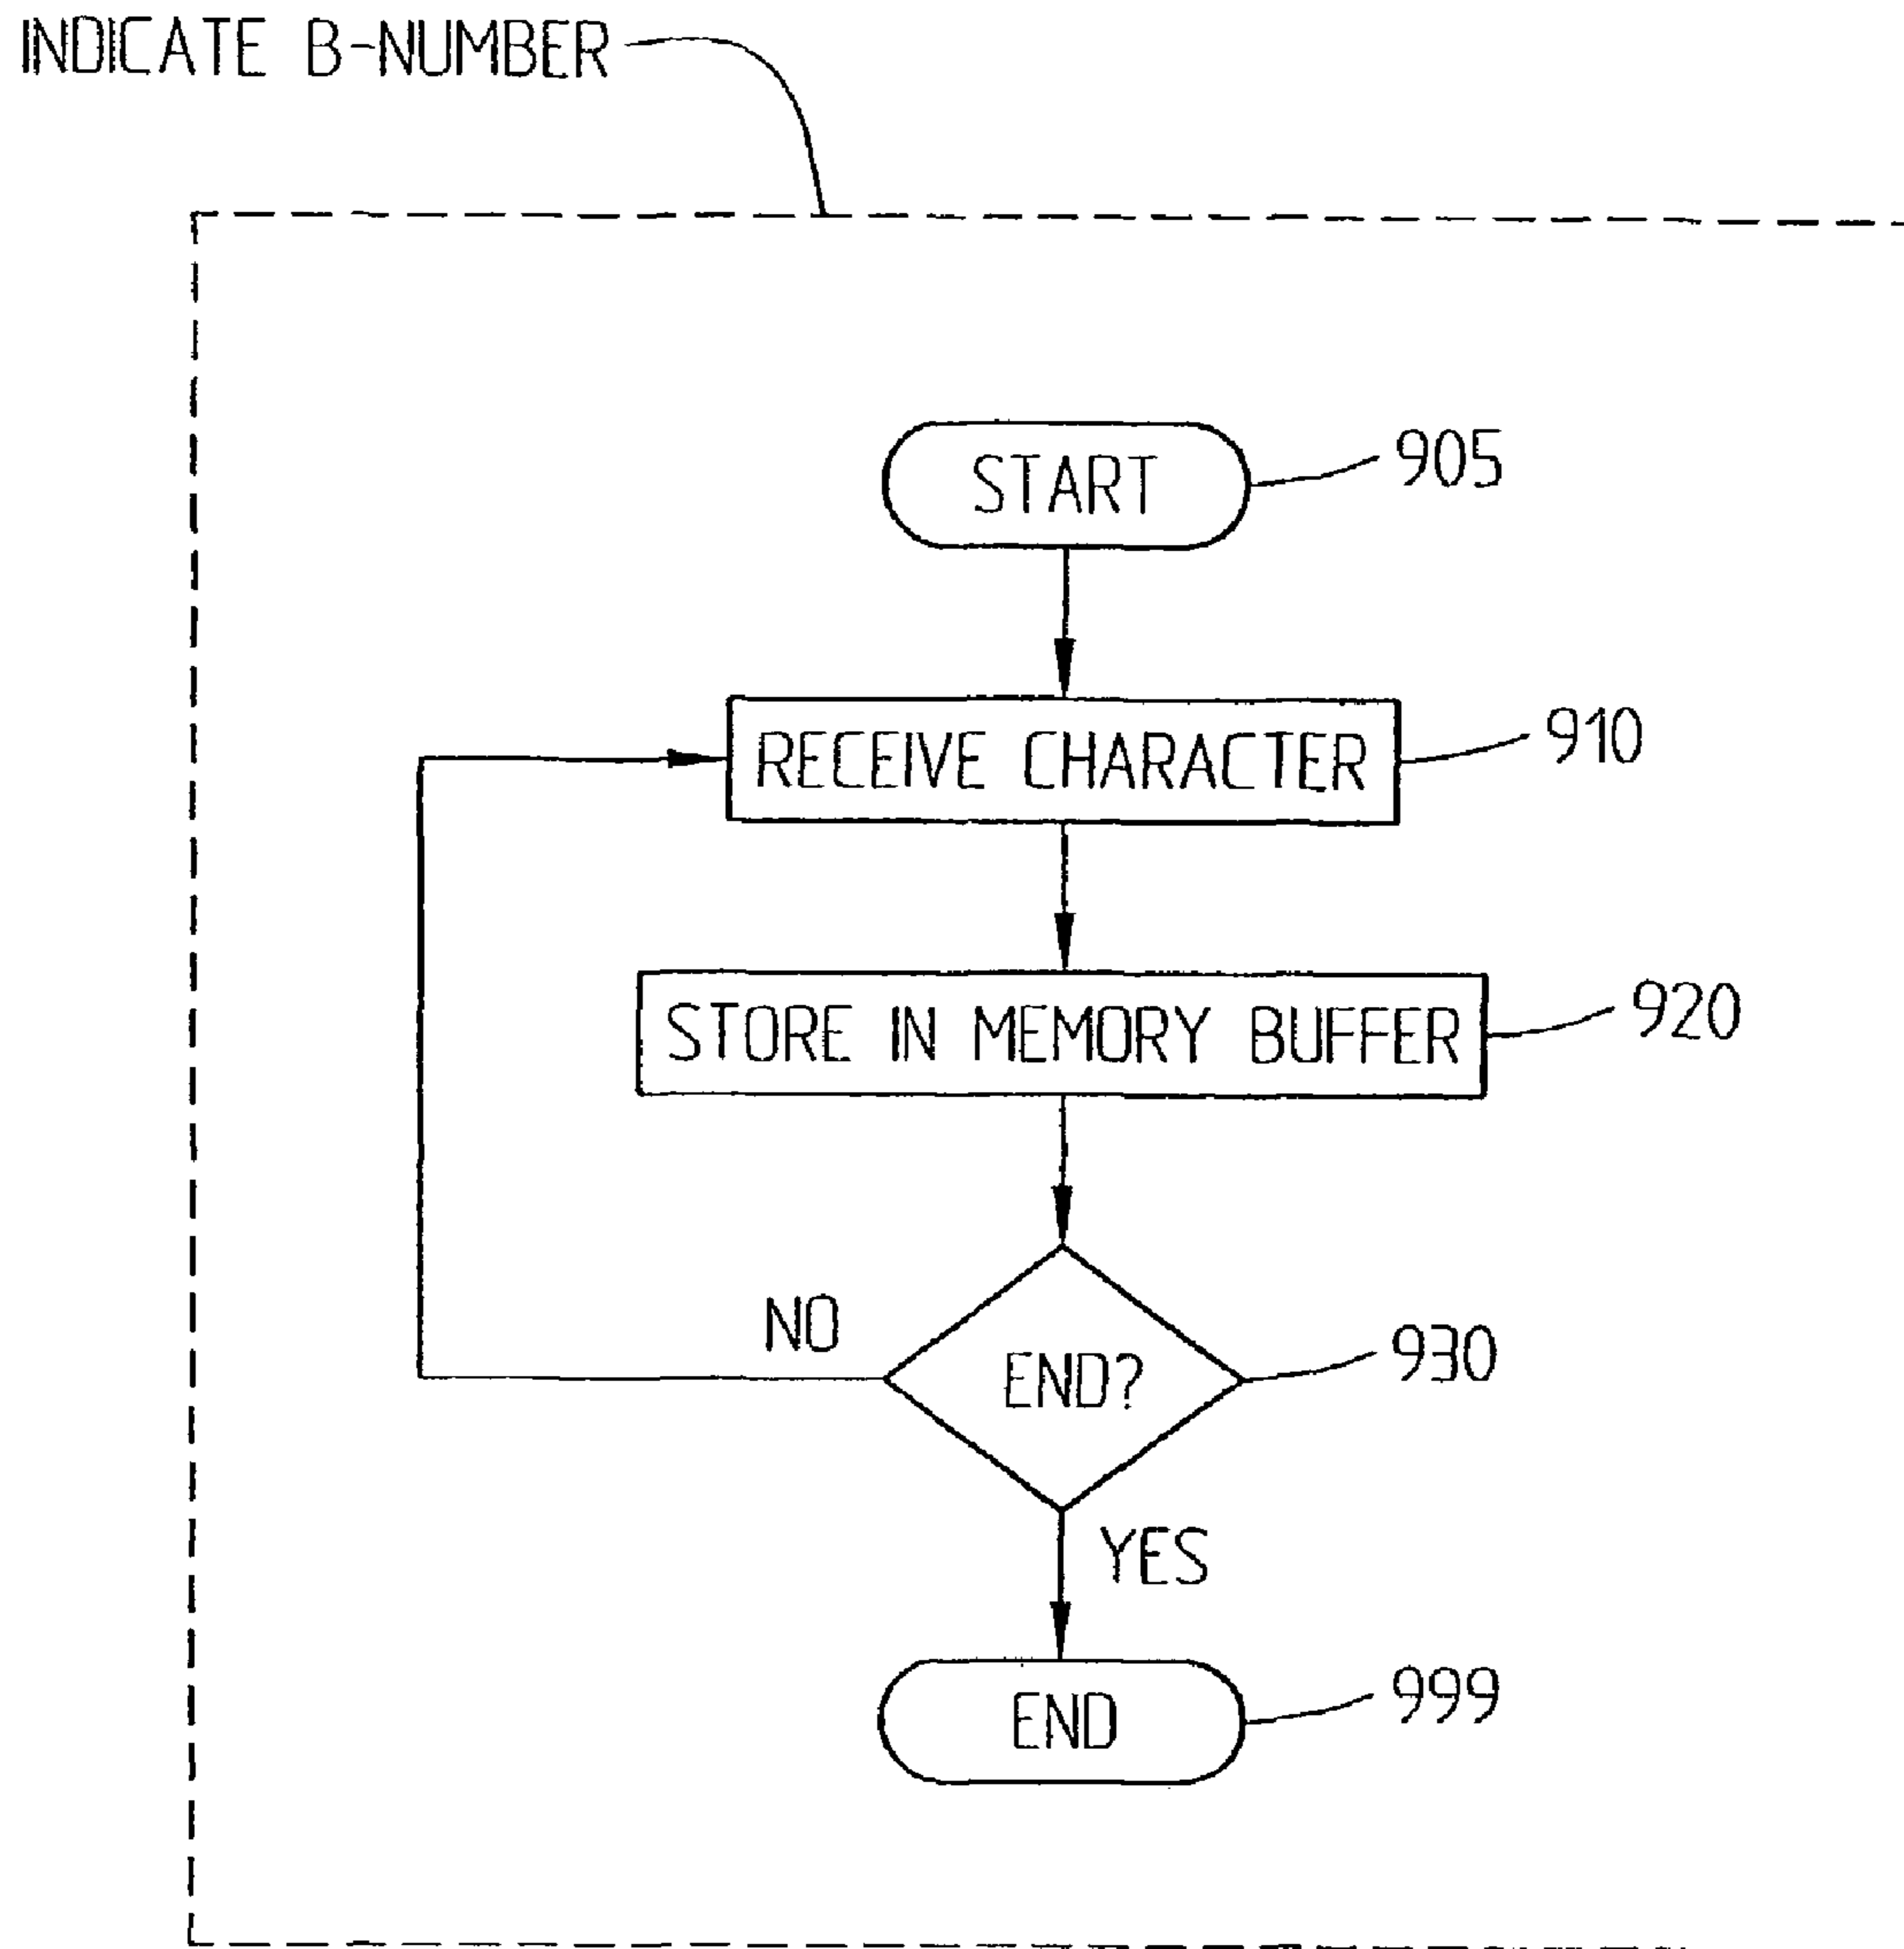 INDICATE B-NUMBER
START
905
RECEIVE CHARACTER
910
STORE IN MEMORY BUFFER
920
NO
END?
930
YES
END
999